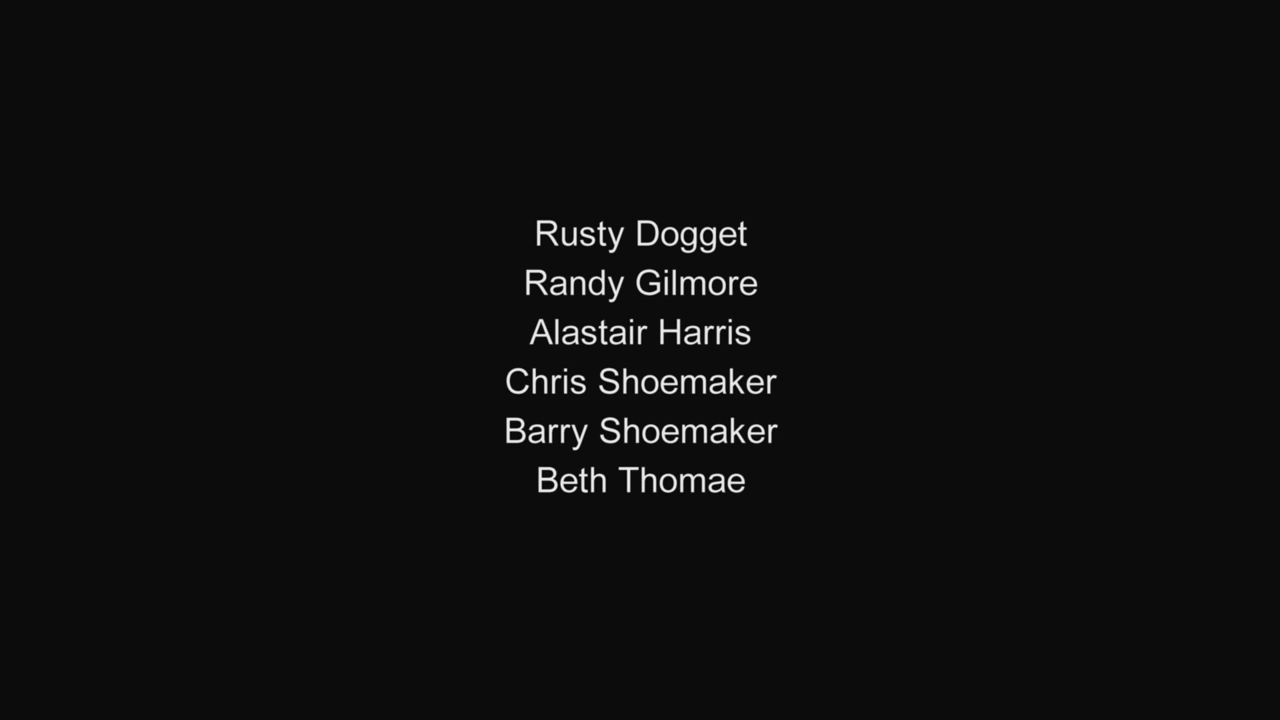 Rusty Dogget
Randy Gilmore
Alastair Harris
Chris Shoemaker
Barry Shoemaker
Beth Thomae